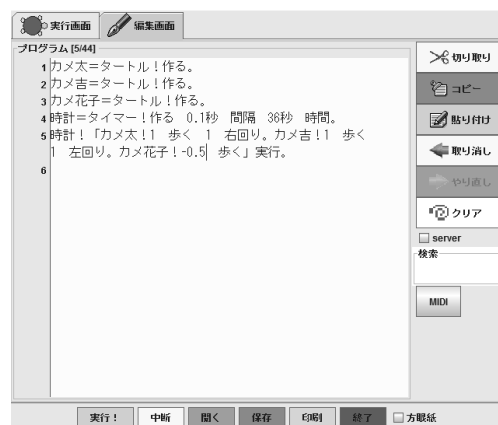 実行画面 編集画面
プログラム [5/44]
1 カメ太＝タートル！作る。
2 カメ吉＝タートル！作る。
3 カメ花子＝タートル！作る。
4 時計＝タイマー！作る 0.1秒 間隔 36秒 時間。
5 時計！「カメ太！1 歩く 1 右回り。カメ吉！1 歩く
1 左回り。カメ花子！-0.5 歩く」実行。
6
切り取り
コピー
貼り付け
取り消し
やり直し
クリア
server
検索
MIDI
実行！ 中断 開く 保存 印刷 終了 方眼紙